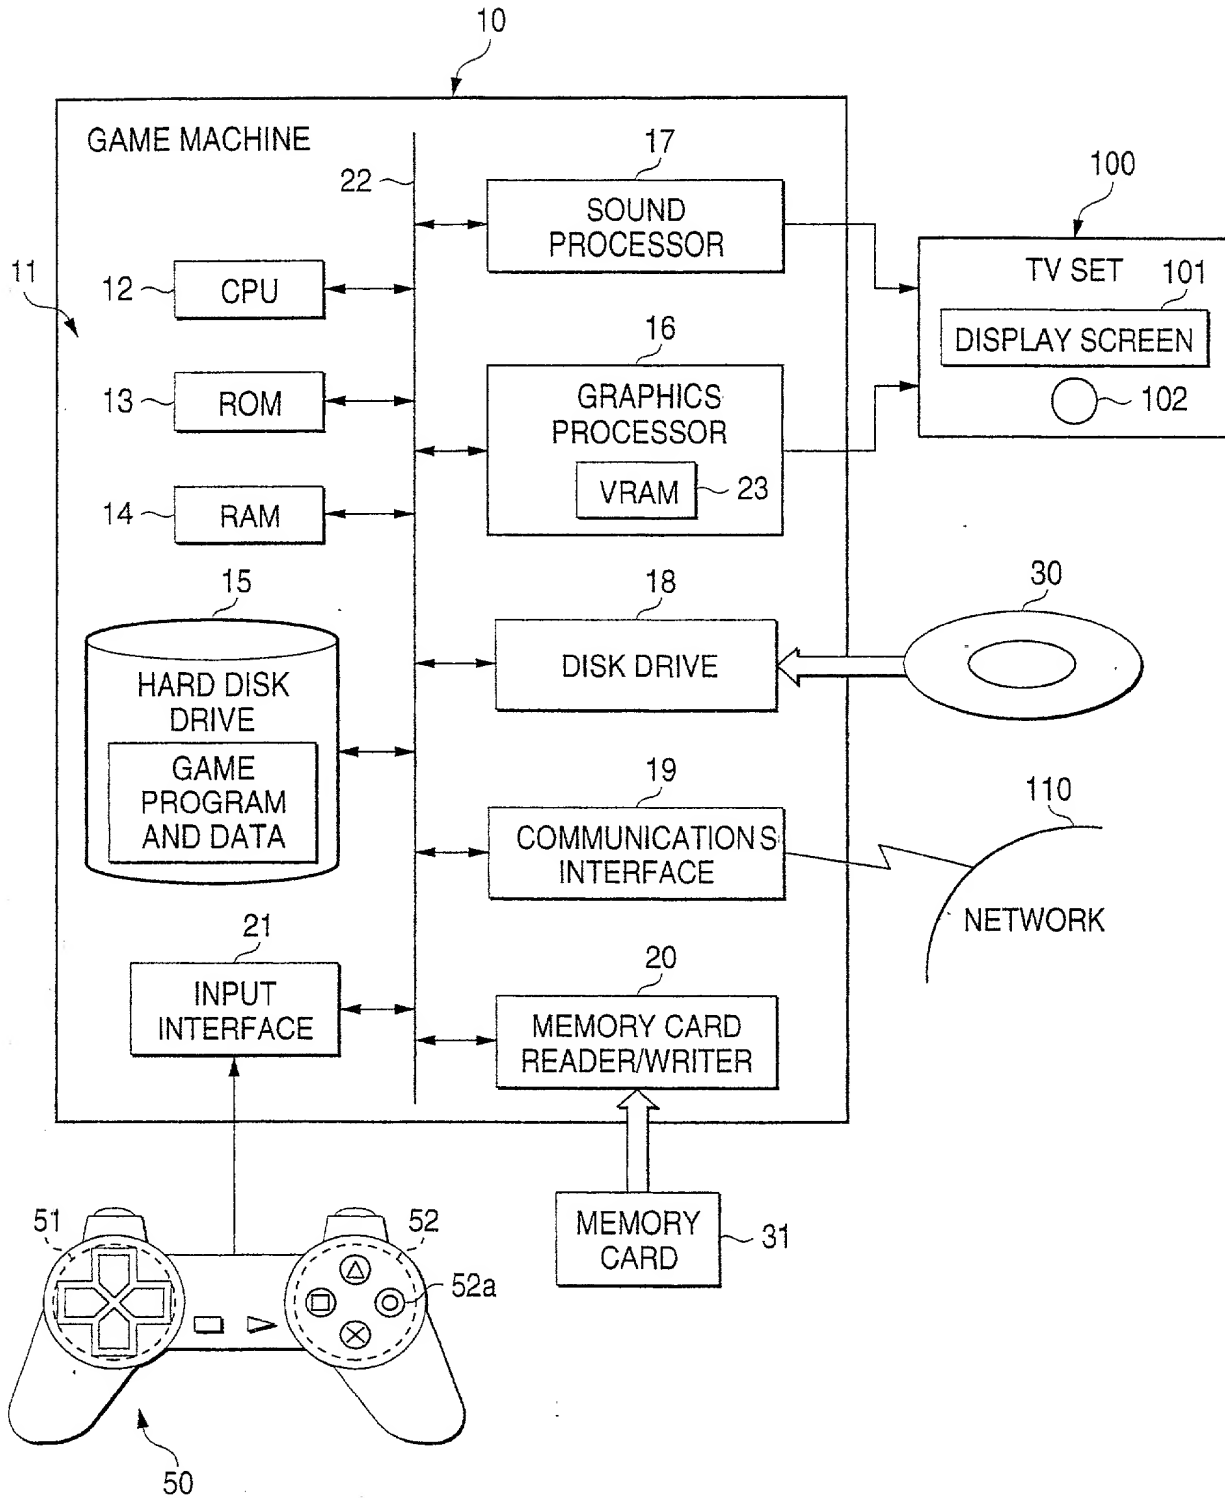 10
GAME MACHINE
22
17
SOUND
PROCESSOR
100
TV SET
101
DISPLAY SCREEN
102
11
12
CPU
16
GRAPHICS
PROCESSOR
VRAM
23
13
ROM
14
RAM
15
HARD DISK
DRIVE
GAME
PROGRAM
AND DATA
18
DISK DRIVE
30
19
COMMUNICATIONS
INTERFACE
110
NETWORK
21
INPUT
INTERFACE
20
MEMORY CARD
READER/WRITER
MEMORY
CARD
31
51
52
52a
50